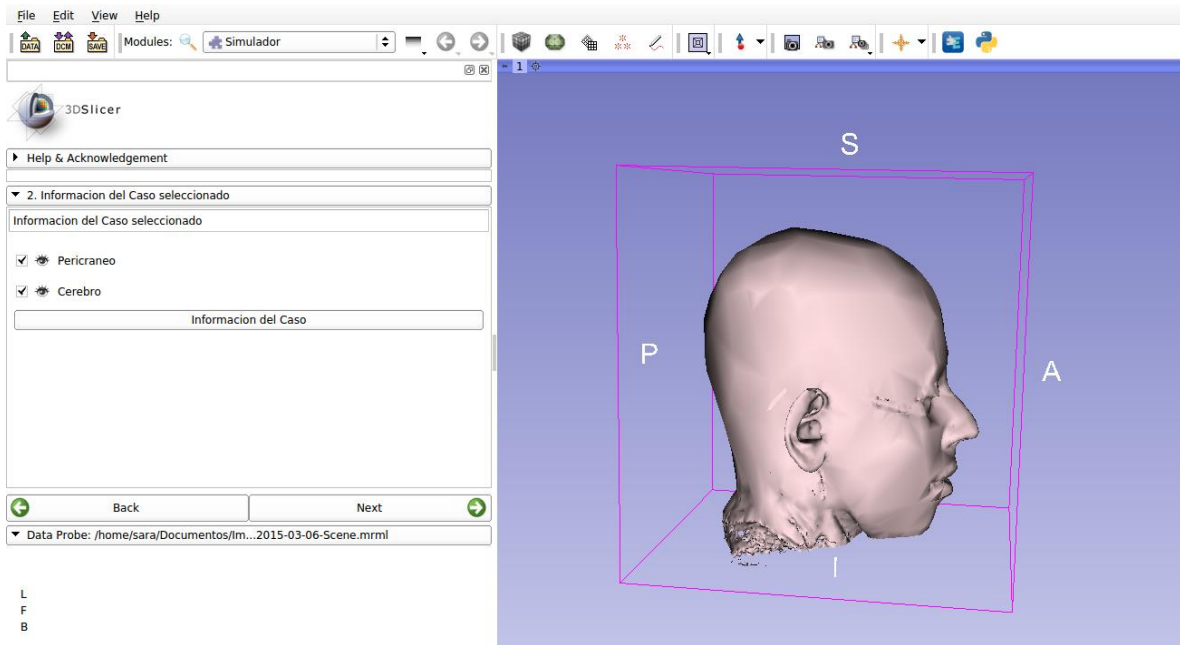 File Edit View Help
DATA DCM SAVE Modules: Simulador
1
3DSlicer
Help & Acknowledgement
2. Informacion del Caso seleccionado
Informacion del Caso seleccionado
Pericraneo
Cerebro
Informacion del Caso
Back Next
Data Probe: /home/sara/Documentos/Im...2015-03-06-Scene.mrml
L
F
B
S
P
A
I